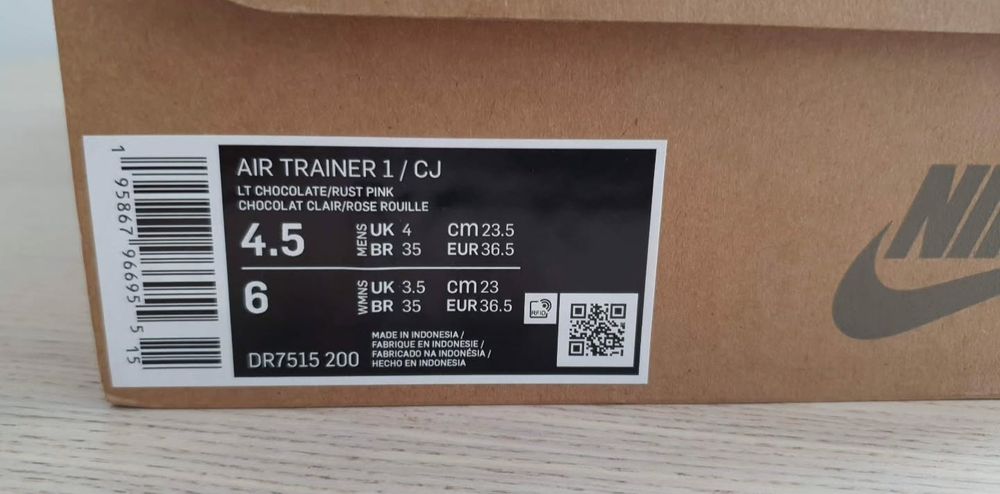 AIR TRAINER 1 / CJ
LT CHOCOLATE/RUST PINK
CHOCOLAT CLAIR/ROSE ROUILLE
4.5 MENS UK 4 cm 23.5
BR 35 EUR 36.5
6 WMNS UK 3.5 cm 23
BR 35 EUR 36.5
RFID
DR7515 200
MADE IN INDONESIA /
FABRIQUE EN INDONESIE /
FABRICADO NA INDONÉSIA /
HECHO EN INDONESIA
1 95867 96695 5 15